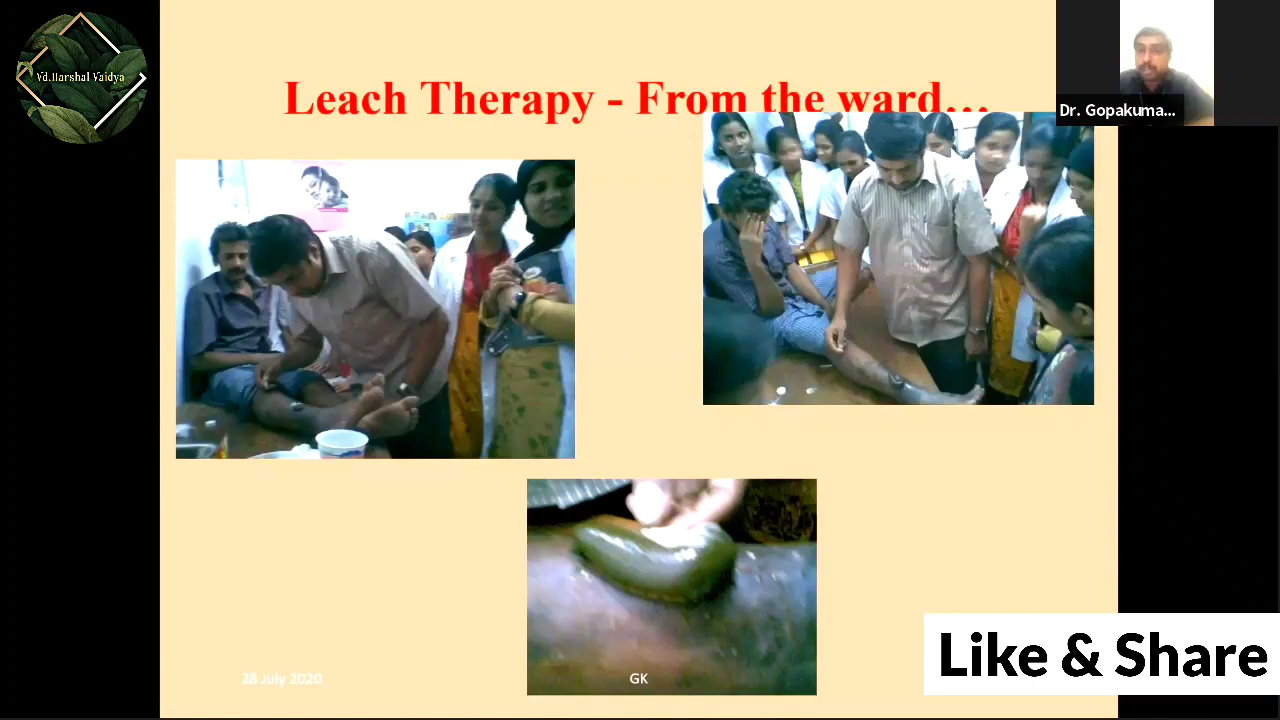 Vd.Harshal Vaidya
Leach Therapy - From the ward...
Dr. Gopakuma...
28 July 2020
GK
Like & Share